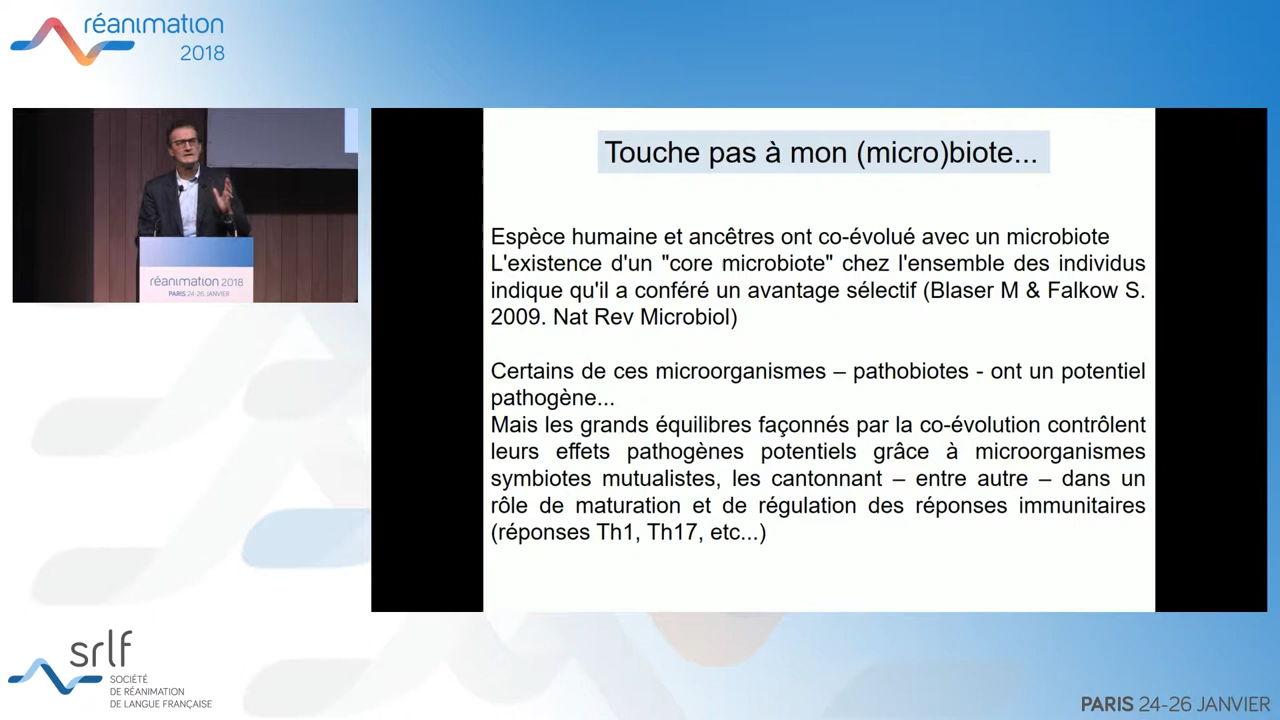 réanimation
2018
réanimation 2018
PARIS 24-26 JANVIER
Touche pas à mon (micro)biote...
Espèce humaine et ancêtres ont co-évolué avec un microbiote
L'existence d'un "core microbiote" chez l'ensemble des individus
indique qu'il a conféré un avantage sélectif (Blaser M & Falkow S.
2009. Nat Rev Microbiol)
Certains de ces microorganismes – pathobiotes - ont un potentiel
pathogène...
Mais les grands équilibres façonnés par la co-évolution contrôlent
leurs effets pathogènes potentiels grâce à microorganismes
symbiotes mutualistes, les cantonnant – entre autre – dans un
rôle de maturation et de régulation des réponses immunitaires
(réponses Th1, Th17, etc...)
srlf
SOCIÉTÉ
DE RÉANIMATION
DE LANGUE FRANÇAISE
PARIS 24-26 JANVIER